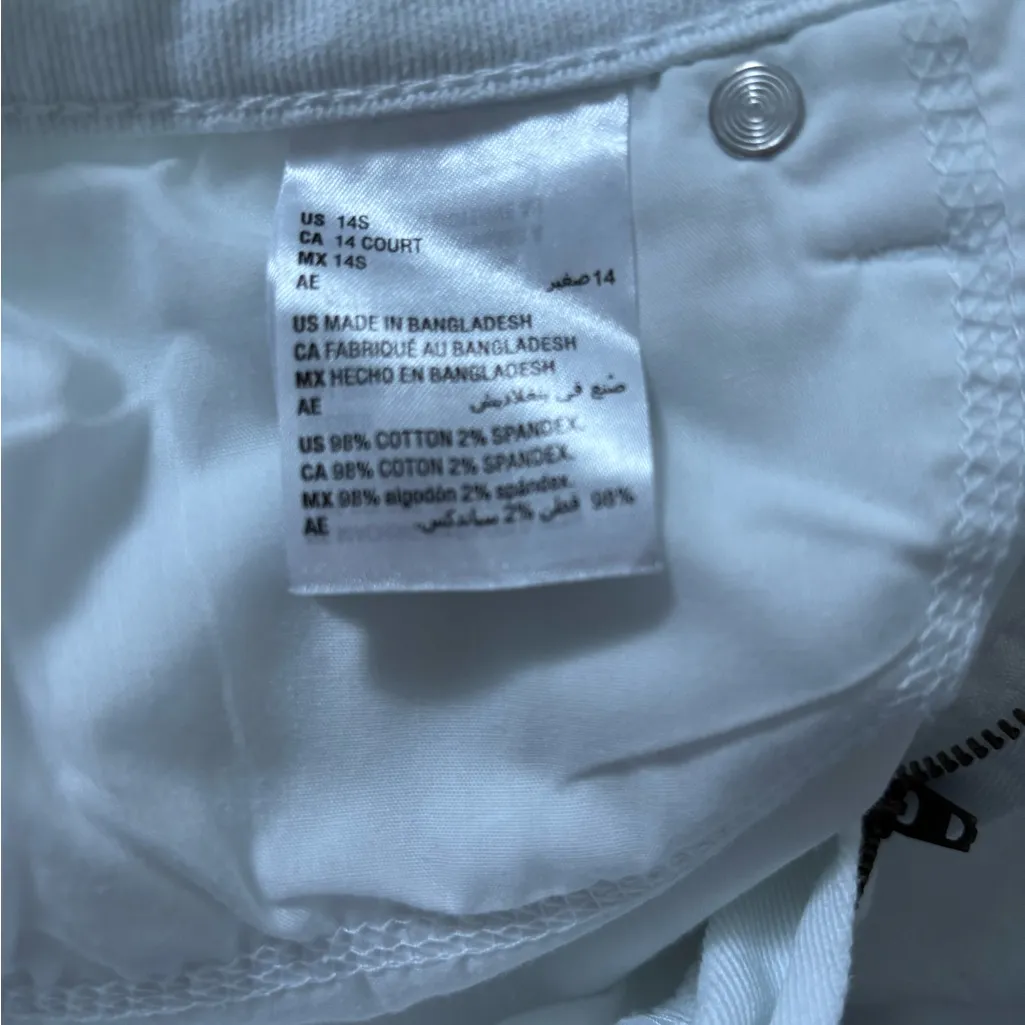 US 14S
CA 14 COURT
MX 14S
AE 14 صغير
US MADE IN BANGLADESH
CA FABRIQUÉ AU BANGLADESH
MX HECHO EN BANGLADESH
AE صُنع في بنغلاديش
US 98% COTTON 2% SPANDEX.
CA 98% COTON 2% SPANDEX.
MX 98% algodón 2% spándex.
AE 98% قطن 2% سباندكس.